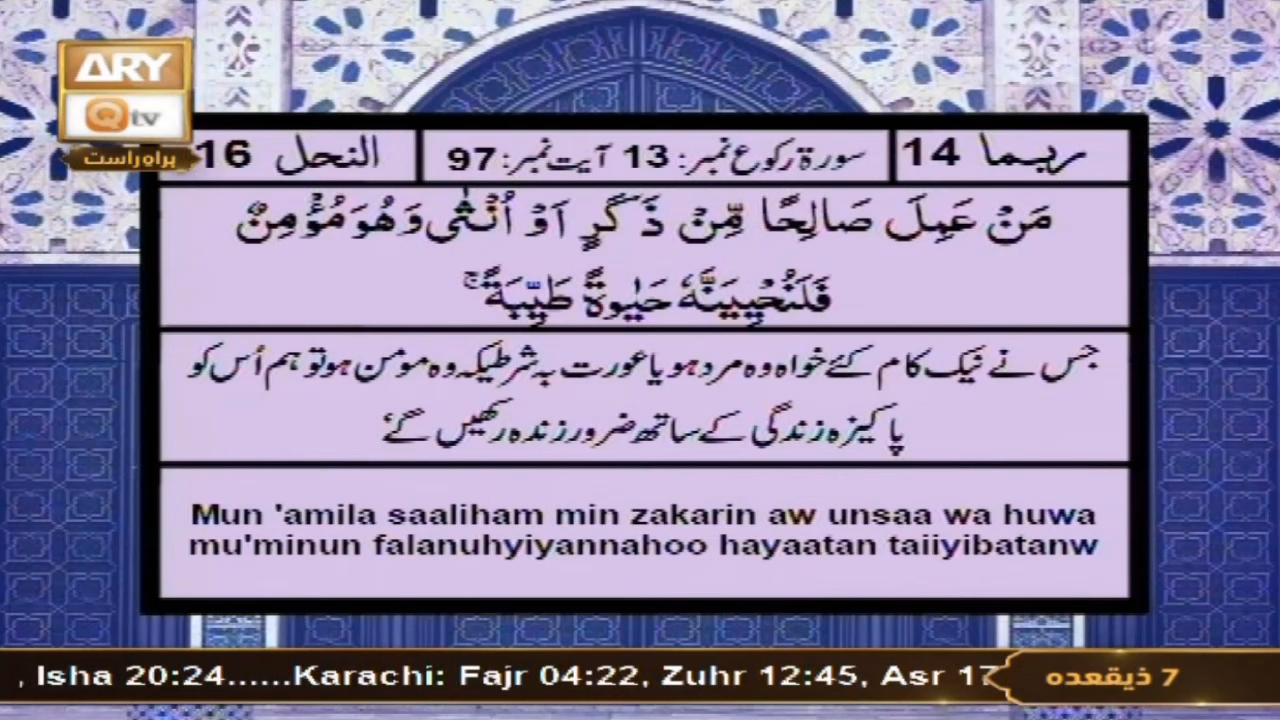 ARY
Qtv
براہِ راست
ربما 14 سورۃ رکوع نمبر: 13 آیت نمبر: 97 النحل 16
مَنْ عَمِلَ صَالِحًا مِّنْ ذَكَرٍ اَوْ اُنْثٰى وَهُوَ مُؤْمِنٌ
فَلَنُحْيِيَنَّهٗ حَيٰوةً طَيِّبَةً ۚ
جس نے نیک کام کئے خواہ وہ مرد ہو یا عورت بہ شرطیکہ وہ مؤمن ہو تو ہم اُس کو
پاکیزہ زندگی کے ساتھ ضرور زندہ رکھیں گے،
Mun 'amila saaliham min zakarin aw unsaa wa huwa
mu'minun falanuhyiyannahoo hayaatan taiiyibatanw
, Isha 20:24......Karachi: Fajr 04:22, Zuhr 12:45, Asr 17
7 ذیقعدہ